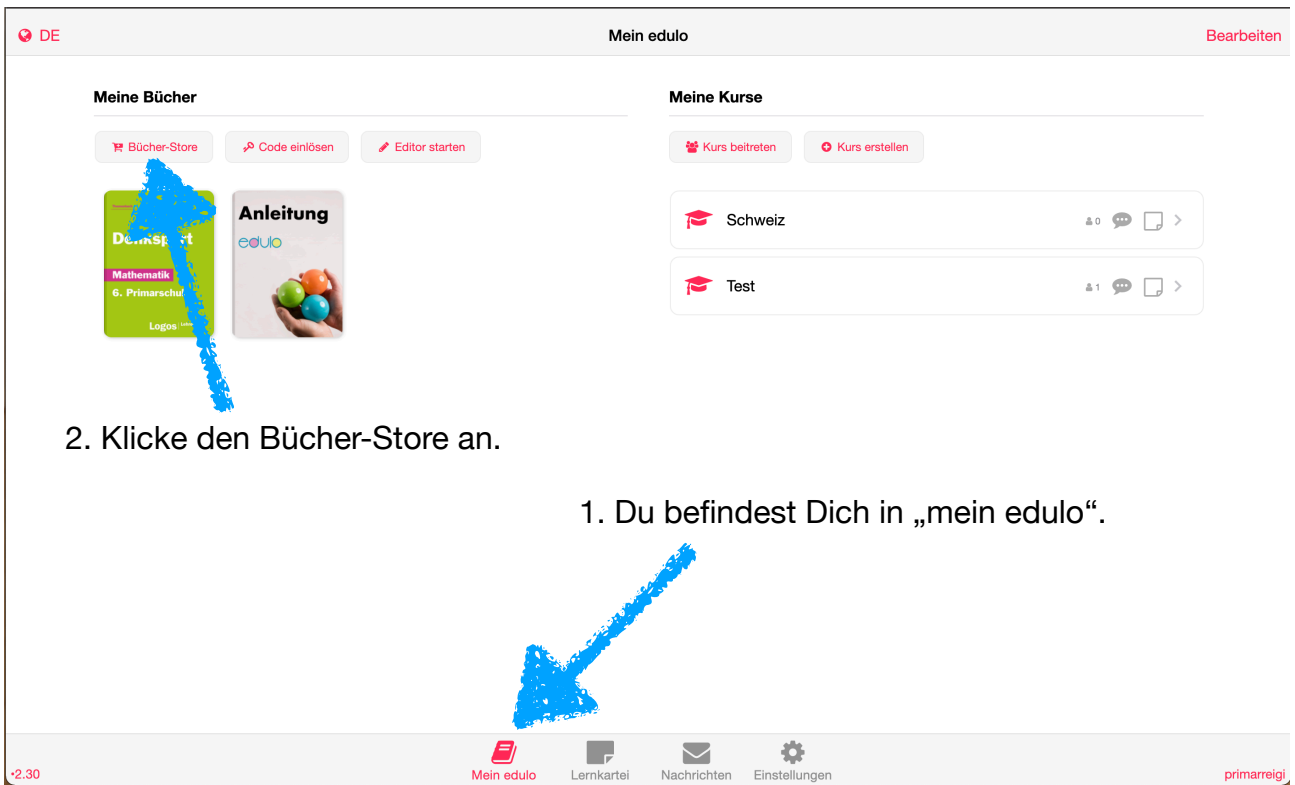 DE
Mein edulo
Bearbeiten
Meine Bücher
Bücher-Store
Code einlösen
Editor starten
Mathematik
6.
Logos
Anleitung
edulo
Meine Kurse
Kurs beitreten
Kurs erstellen
Schweiz
0
Test
1
2. Klicke den Bücher-Store an.
1. Du befindest Dich in „mein edulo“.
•2.30
Mein edulo
Lernkartei
Nachrichten
Einstellungen
primarreigi